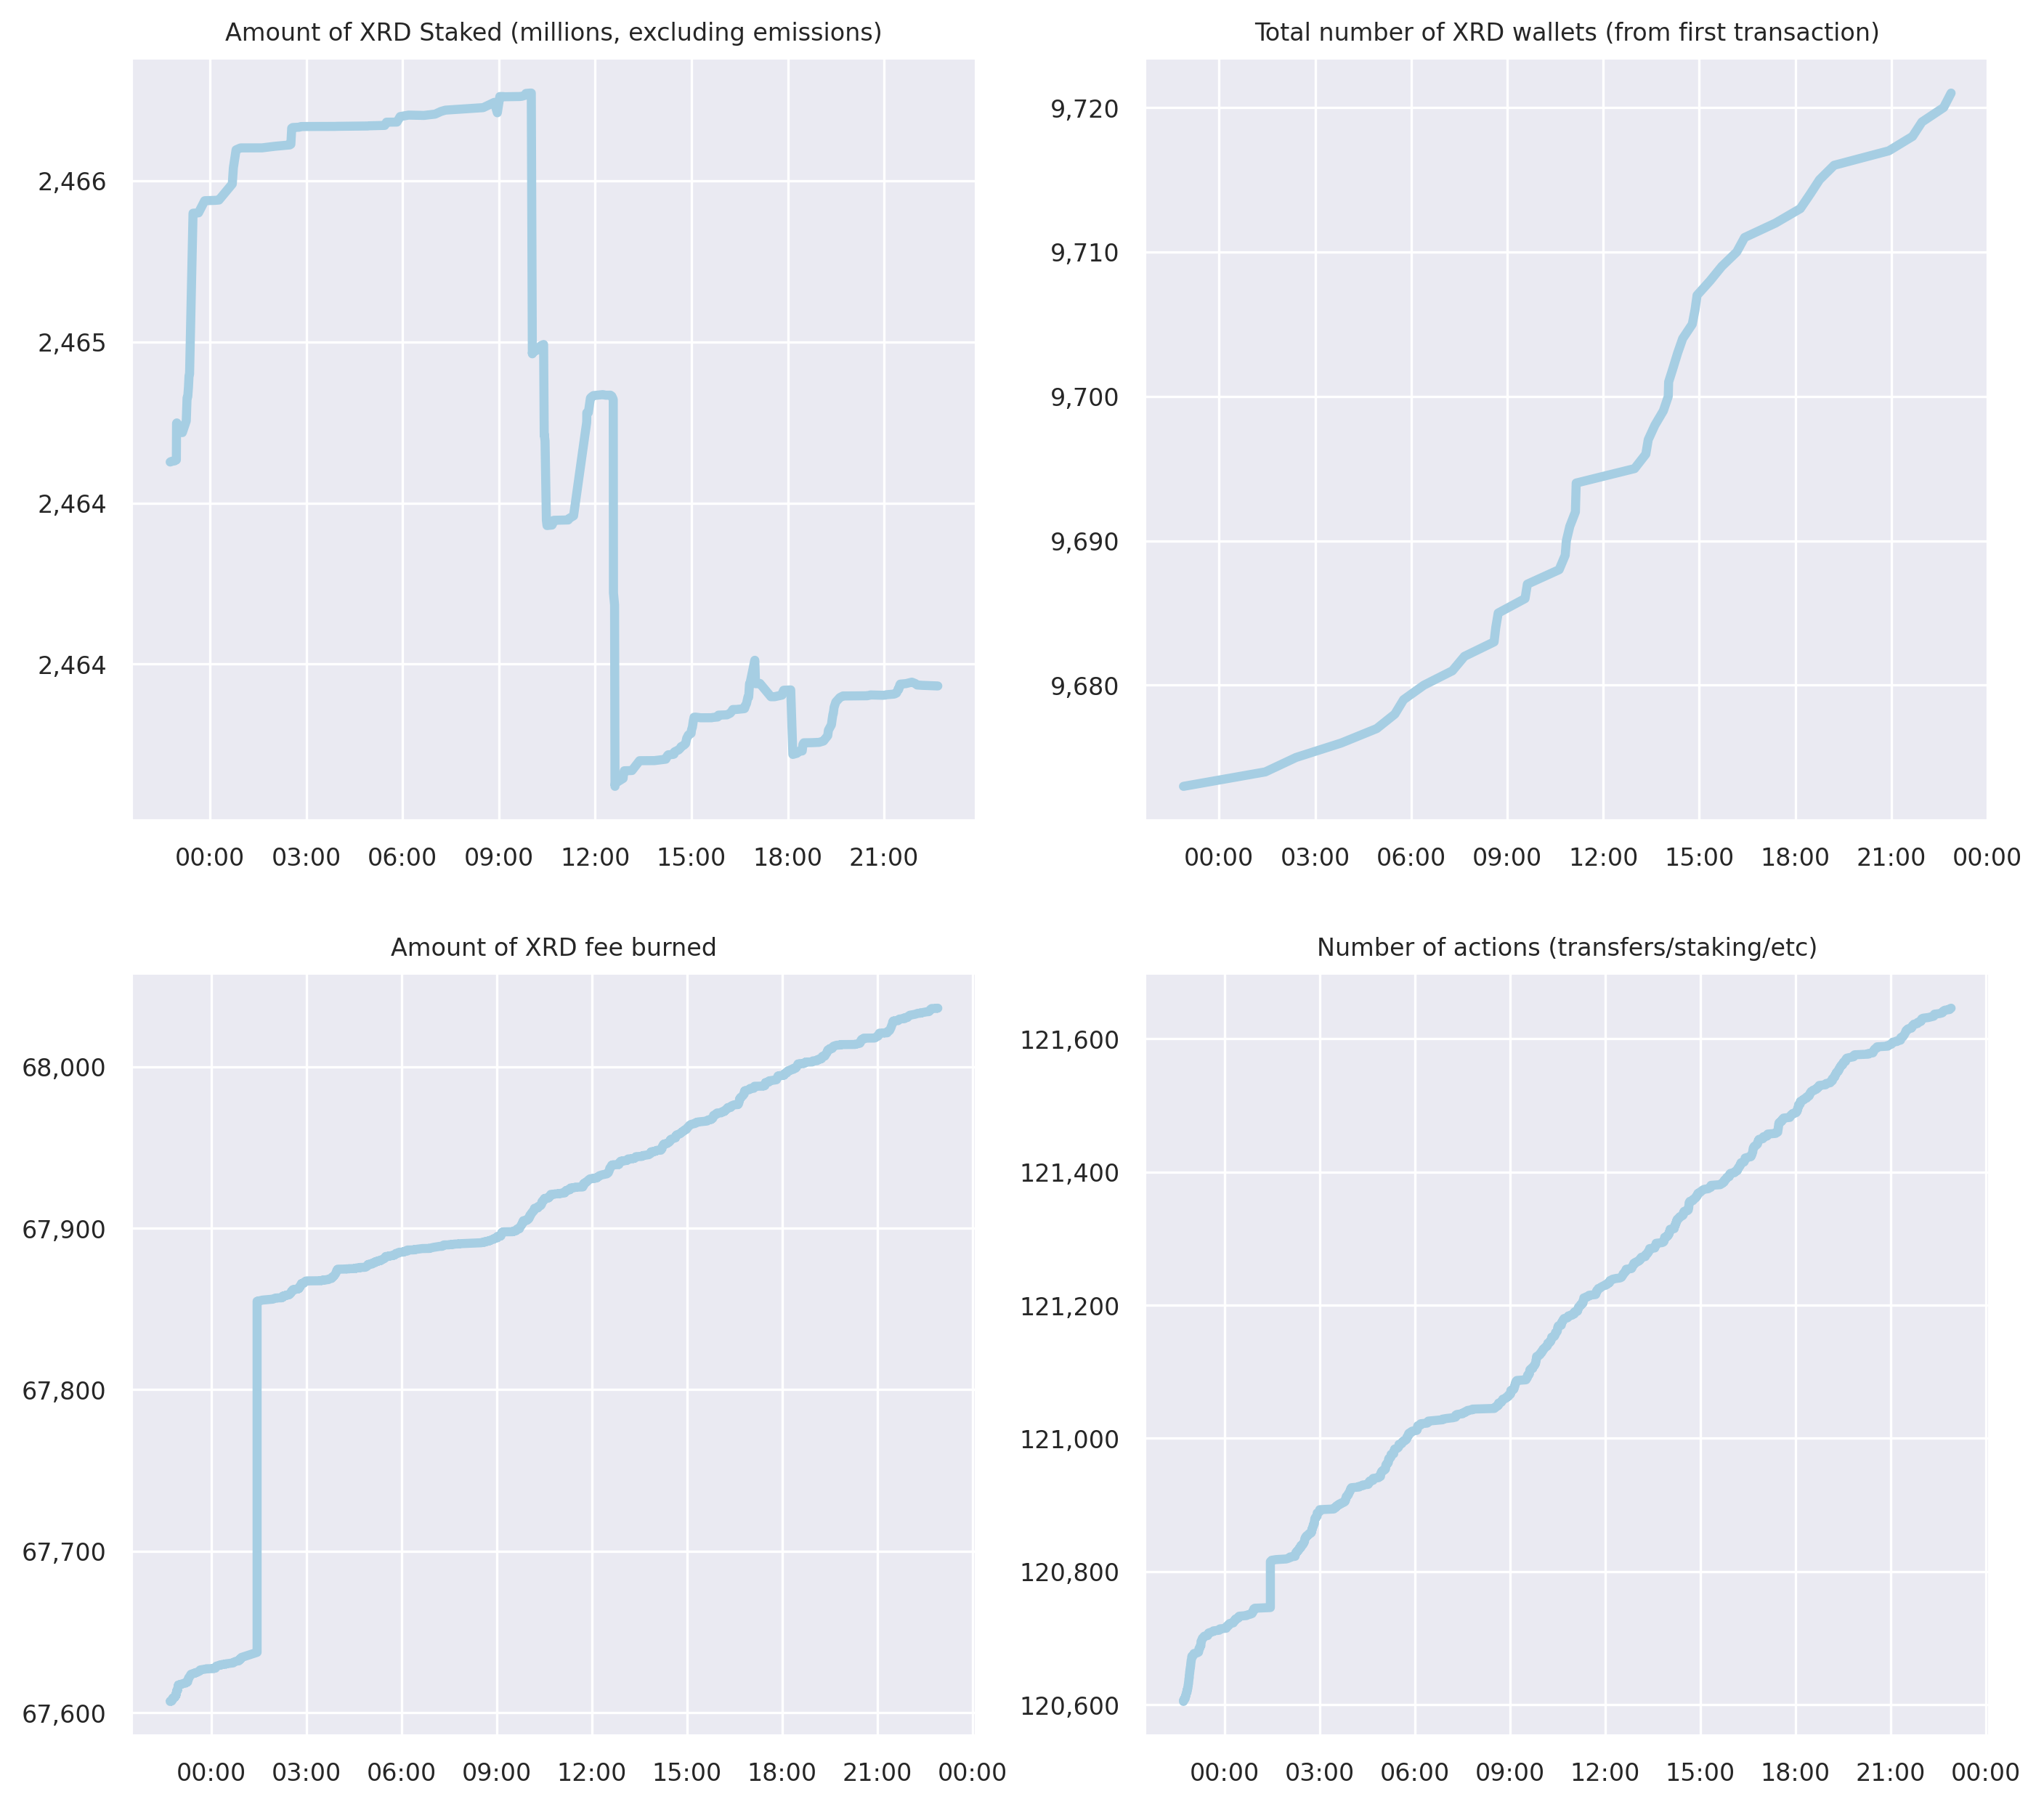 Amount of XRD Staked (millions, excluding emissions)
2,466
2,465
2,464
2,464
00:00 03:00 06:00 09:00 12:00 15:00 18:00 21:00
Total number of XRD wallets (from first transaction)
9,720
9,710
9,700
9,690
9,680
00:00 03:00 06:00 09:00 12:00 15:00 18:00 21:00 00:00
Amount of XRD fee burned
68,000
67,900
67,800
67,700
67,600
00:00 03:00 06:00 09:00 12:00 15:00 18:00 21:00 00:00
Number of actions (transfers/staking/etc)
121,600
121,400
121,200
121,000
120,800
120,600
00:00 03:00 06:00 09:00 12:00 15:00 18:00 21:00 00:00